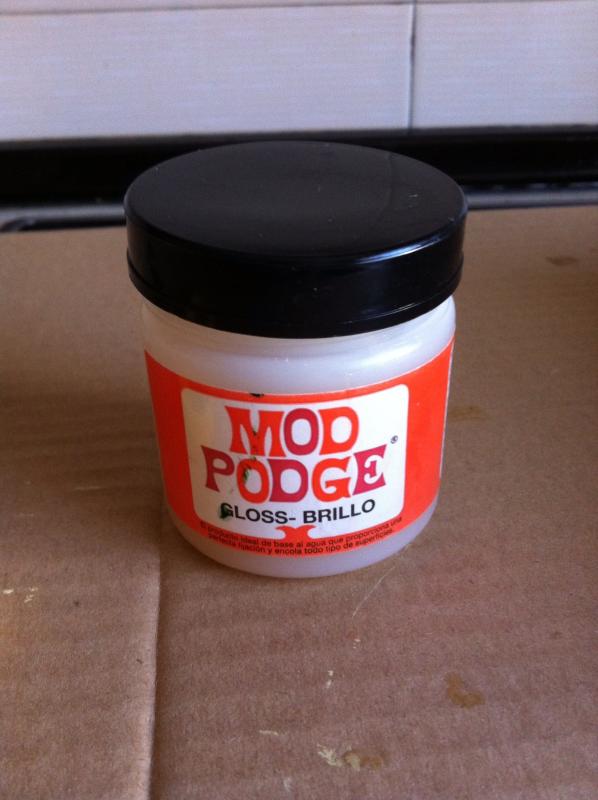 MOD
PODGE®
GLOSS- BRILLO
El producto ideal de base al agua que proporciona una
perfecta fijación y encola todo tipo de superficies.